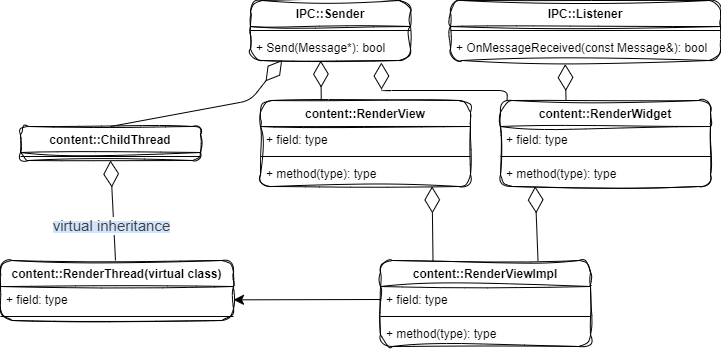 IPC::Sender
+ Send(Message*): bool
IPC::Listener
+ OnMessageReceived(const Message&): bool
content::ChildThread
content::RenderView
+ field: type
+ method(type): type
content::RenderWidget
+ field: type
+ method(type): type
virtual inheritance
content::RenderThread(virtual class)
+ field: type
content::RenderViewImpl
+ field: type
+ method(type): type